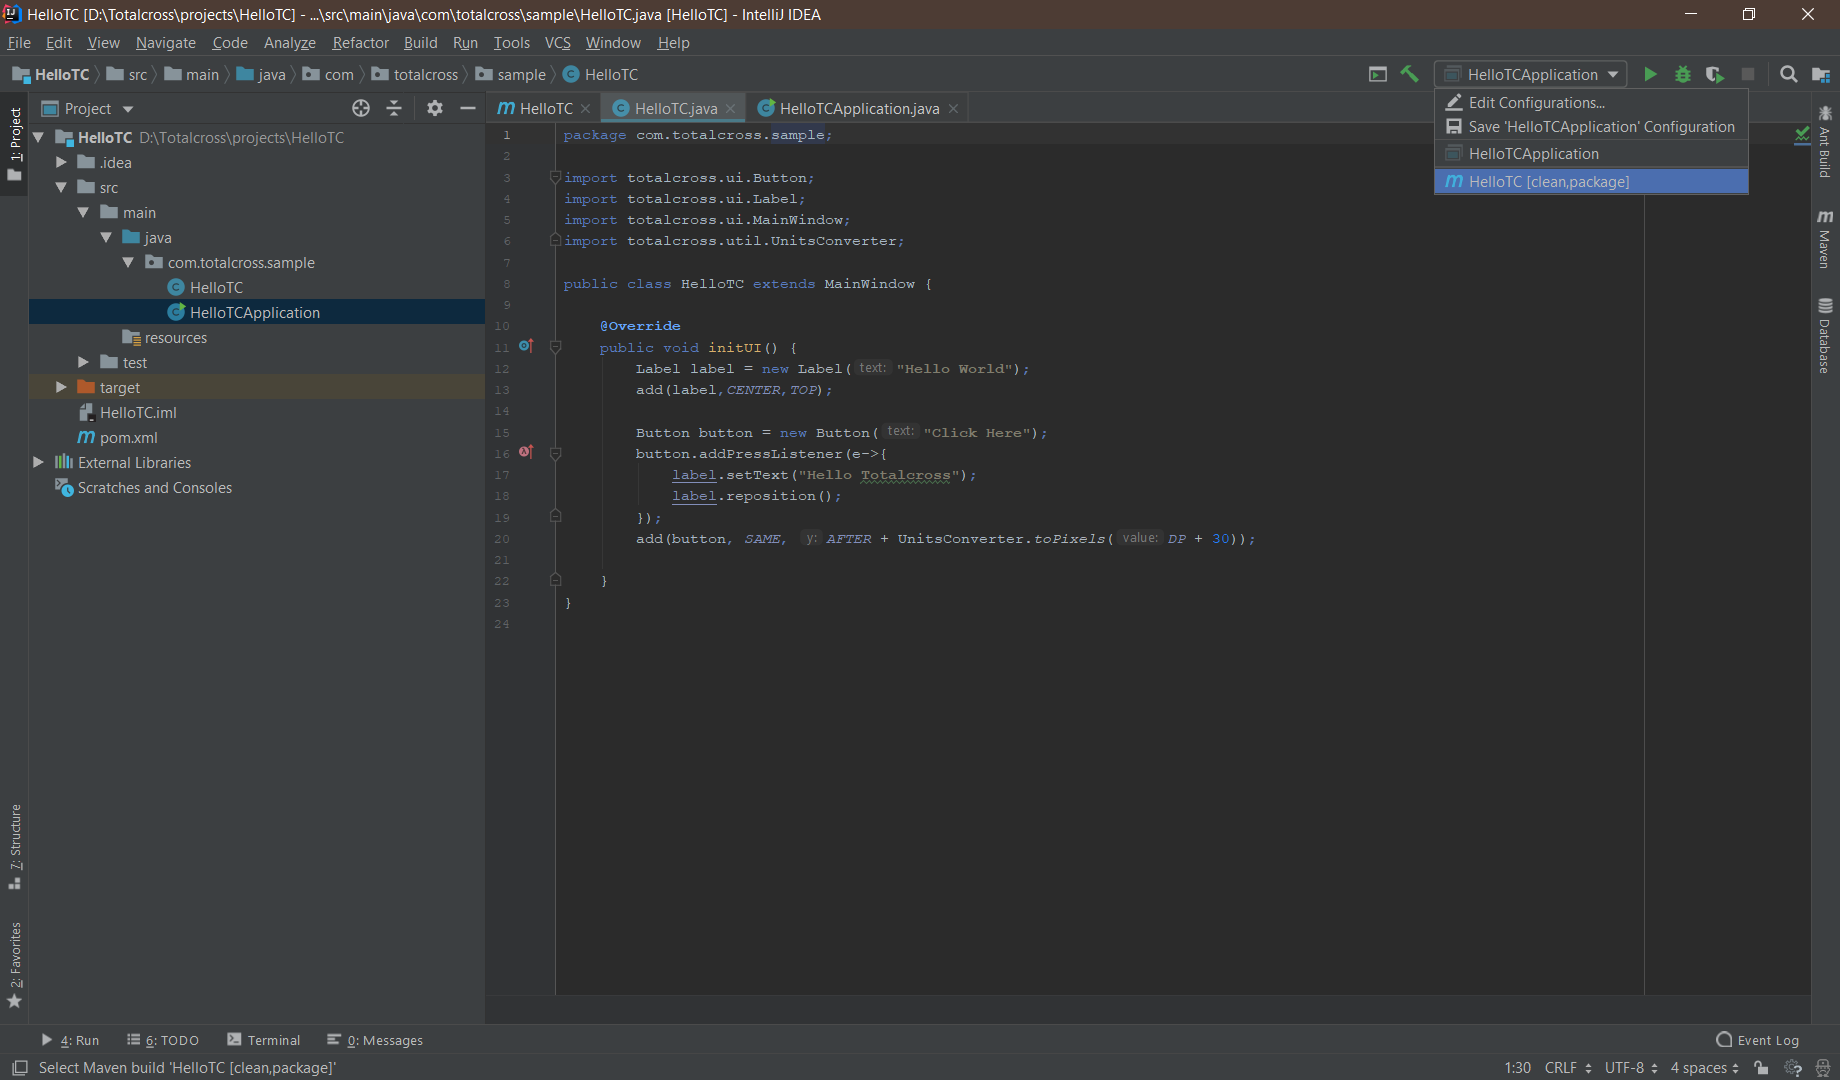 HelloTC [D:\Totalcross\projects\HelloTC] - ...\src\main\java\com\totalcross\sample\HelloTC.java [HelloTC] - IntelliJ IDEA
File Edit View Navigate Code Analyze Refactor Build Run Tools VCS Window Help
HelloTC src main java com totalcross sample HelloTC
HelloTCApplication
Edit Configurations...
Save 'HelloTCApplication' Configuration
HelloTCApplication
HelloTC [clean,package]
1: Project
7: Structure
2: Favorites
Project
HelloTC D:\Totalcross\projects\HelloTC
.idea
src
main
java
com.totalcross.sample
HelloTC
HelloTCApplication
resources
test
target
HelloTC.iml
pom.xml
External Libraries
Scratches and Consoles
HelloTC HelloTC.java HelloTCApplication.java
1 package com.totalcross.sample;
2
3 import totalcross.ui.Button;
4 import totalcross.ui.Label;
5 import totalcross.ui.MainWindow;
6 import totalcross.util.UnitsConverter;
7
8 public class HelloTC extends MainWindow {
9
10 @Override
11 public void initUI() {
12 Label label = new Label( text: "Hello World");
13 add(label,CENTER,TOP);
14
15 Button button = new Button( text: "Click Here");
16 button.addPressListener(e->{
17 label.setText("Hello Totalcross");
18 label.reposition();
19 });
20 add(button, SAME, y: AFTER + UnitsConverter.toPixels( value: DP + 30));
21
22 }
23 }
24
Ant Build
Maven
Database
4: Run 6: TODO Terminal 0: Messages Event Log
Select Maven build 'HelloTC [clean,package]' 1:30 CRLF UTF-8 4 spaces